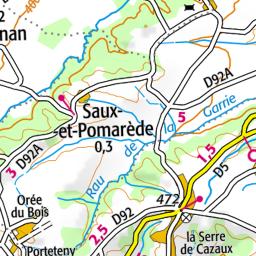 nan
40
D92A
Saux-
-et-Pomarède
0,3
5
Garrie
la
de
Rau
3
D92A
1,5
D5
472
Orée
du Bois
D92
2,5
Porteteny
la Serre
de Cazaux